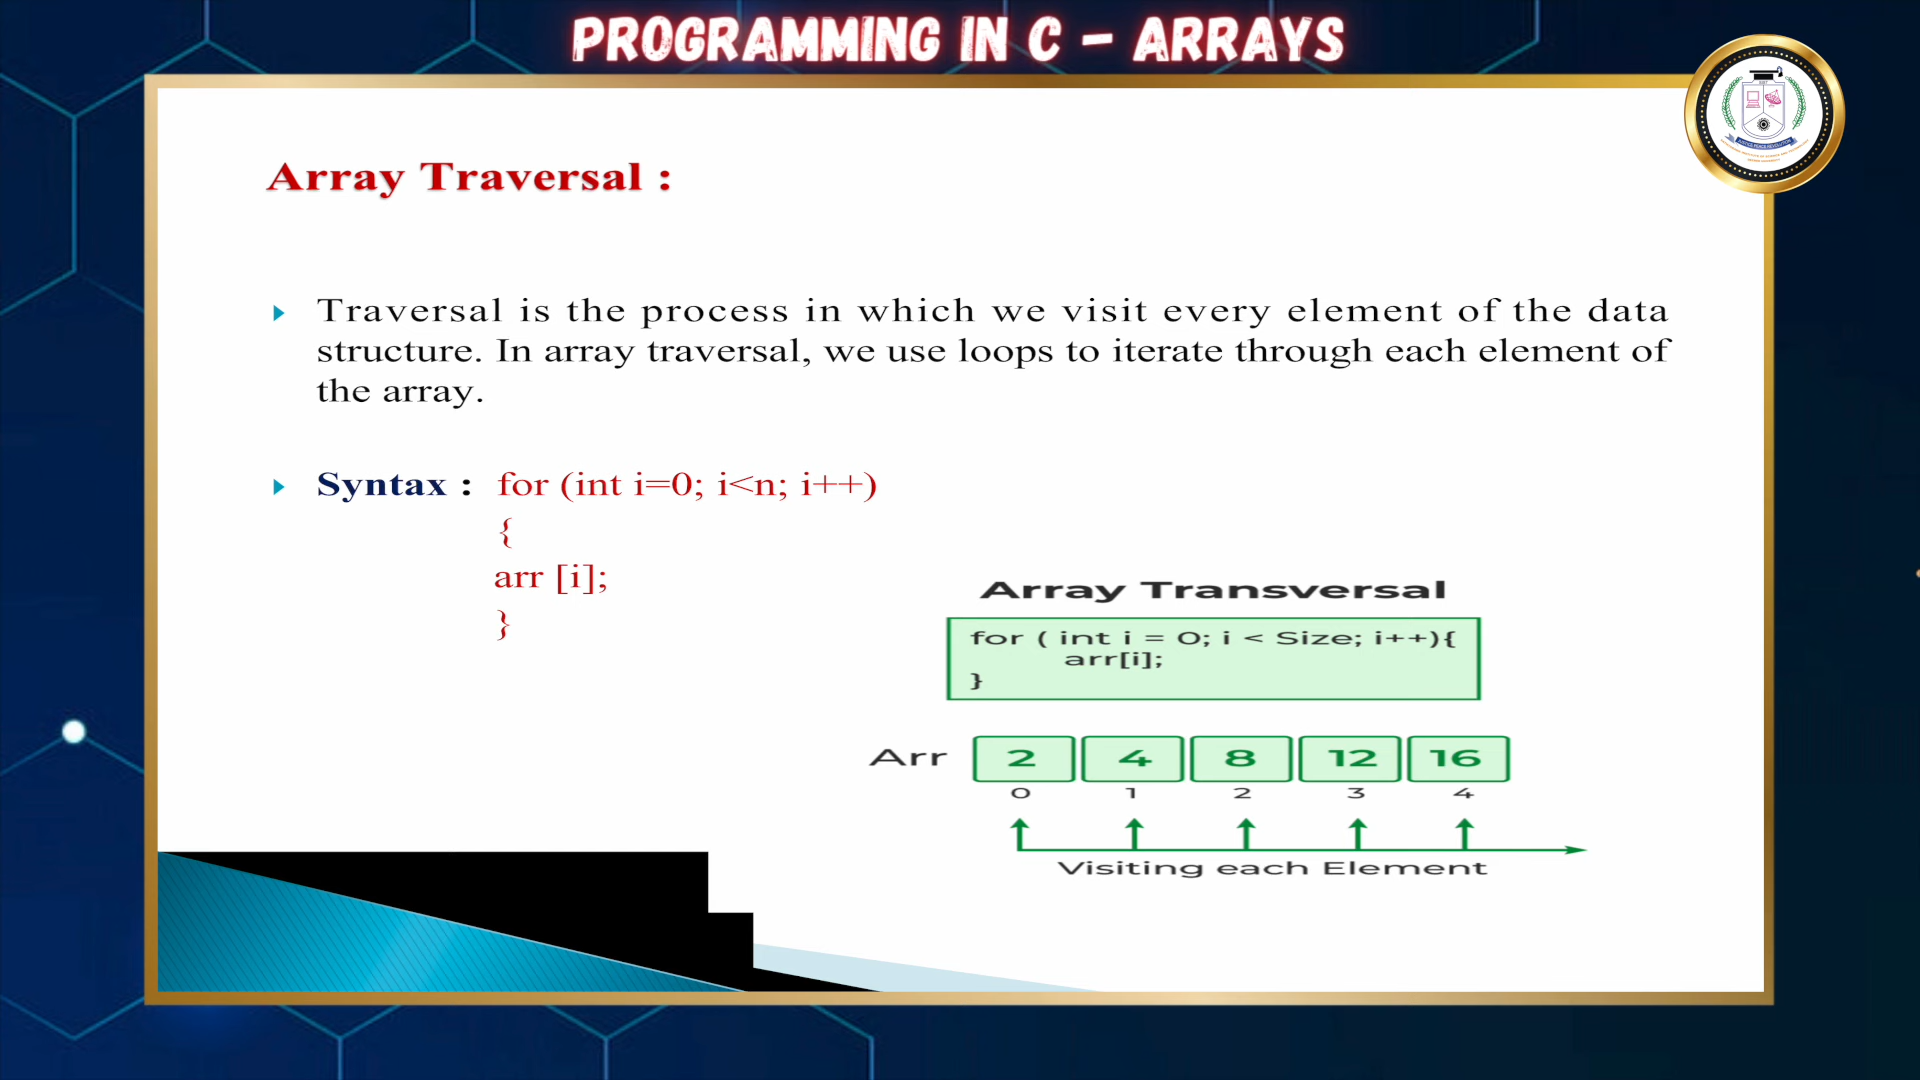 PROGRAMMING IN C – ARRAYS
Array Traversal :
Traversal is the process in which we visit every element of the data
structure. In array traversal, we use loops to iterate through each element of
the array.
Syntax : for (int i=0; i<n; i++)
{
arr [i];
}
Array Transversal
for ( int i = 0; i < Size; i++){
arr[i];
}
Arr 2 4 8 12 16
0 1 2 3 4
Visiting each Element